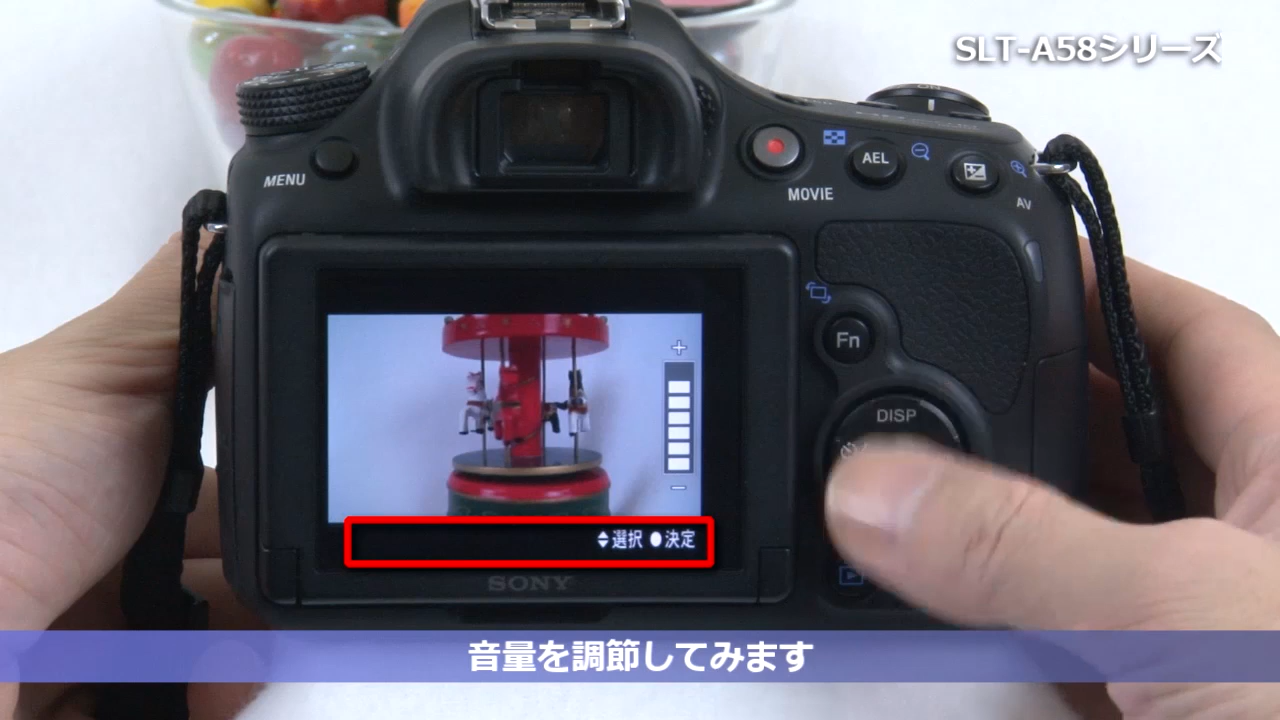 SLT-A58シリーズ
MENU
AEL
MOVIE
AV
Fn
DISP
＋
－
選択 決定
SONY
音量を調節してみます